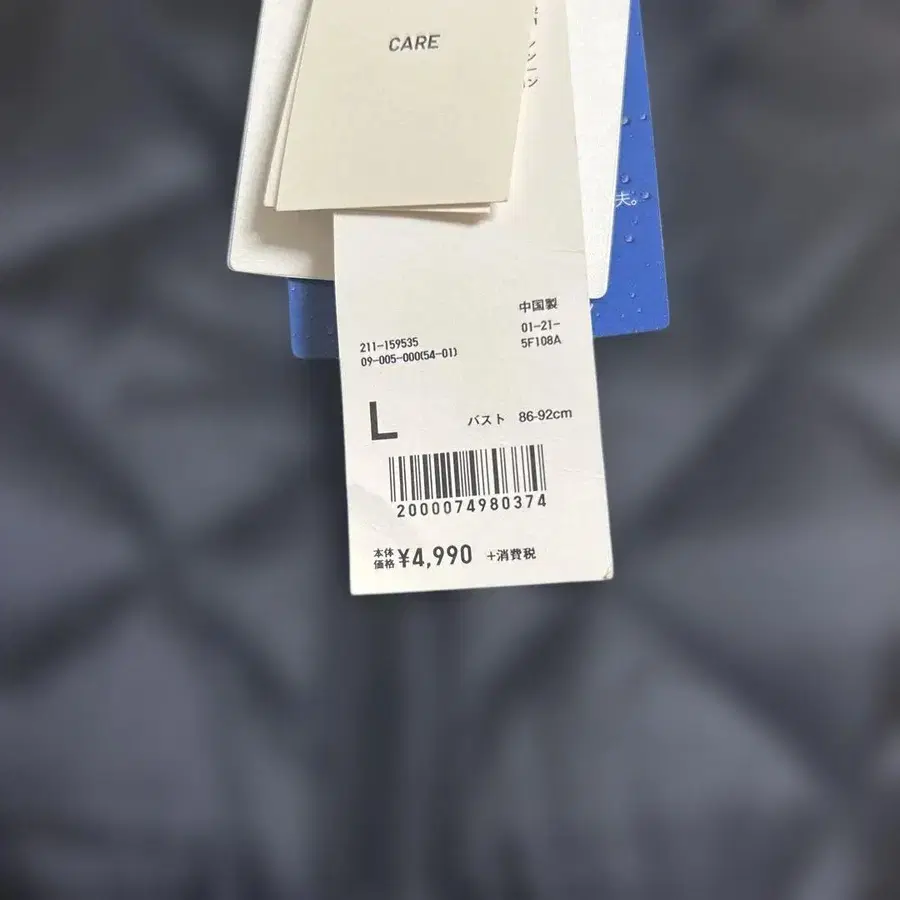 CARE
夫。
中国製
211-159535
01-21-
09-005-000(54-01)
5F108A
L
バスト 86-92cm
2000074980374
本体
価格 ¥4,990 +消費税